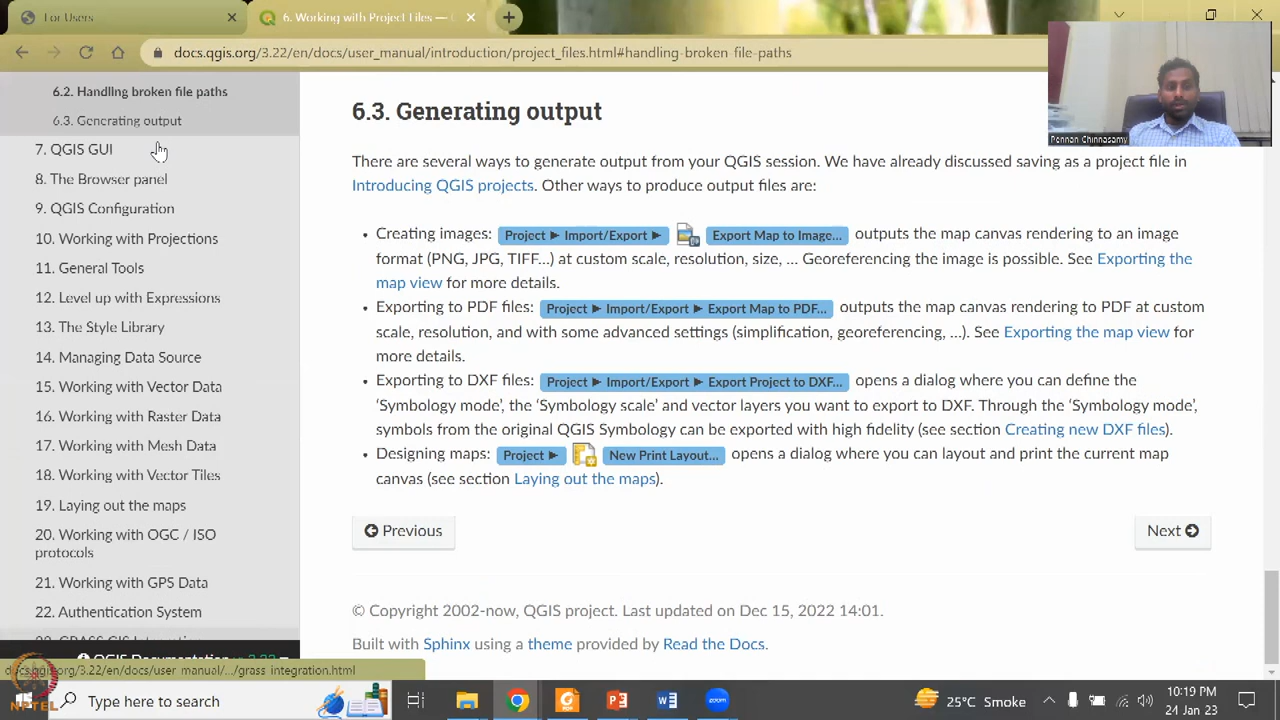 For Users
6. Working with Project Files —
docs.qgis.org/3.22/en/docs/user_manual/introduction/project_files.html#handling-broken file-paths
Pennan Chinnasamy
6.2. Handling broken file paths
6.3. Generating output
7. QGIS GUI
8. The Browser panel
9. QGIS Configuration
10. Working with Projections
11. General Tools
12. Level up with Expressions
13. The Style Library
14. Managing Data Source
15. Working with Vector Data
16. Working with Raster Data
17. Working with Mesh Data
18. Working with Vector Tiles
19. Laying out the maps
20. Working with OGC / ISO
protocols
21. Working with GPS Data
22. Authentication System
QGIS Documentation
docs.qgis.org/3.22/en/docs/user manual/.../grass integration.html
6.3. Generating output
There are several ways to generate output from your QGIS session. We have already discussed saving as a project file in
Introducing QGIS projects. Other ways to produce output files are:
• Creating images: Project ► Import/Export ► Export Map to Image... outputs the map canvas rendering to an image
format (PNG, JPG, TIFF...) at custom scale, resolution, size, ... Georeferencing the image is possible. See Exporting the
map view for more details.
• Exporting to PDF files: Project ► Import/Export ► Export Map to PDF... outputs the map canvas rendering to PDF at custom
scale, resolution, and with some advanced settings (simplification, georeferencing, ...). See Exporting the map view for
more details.
• Exporting to DXF files: Project ► Import/Export ► Export Project to DXF... opens a dialog where you can define the
‘Symbology mode’, the ‘Symbology scale’ and vector layers you want to export to DXF. Through the ‘Symbology mode’,
symbols from the original QGIS Symbology can be exported with high fidelity (see section Creating new DXF files).
• Designing maps: Project ► New Print Layout... opens a dialog where you can layout and print the current map
canvas (see section Laying out the maps).
Previous
Next
© Copyright 2002-now, QGIS project. Last updated on Dec 15, 2022 14:01.
Built with Sphinx using a theme provided by Read the Docs.
Type here to search
zoom
25°C Smoke
10:19 PM
24 Jan 23